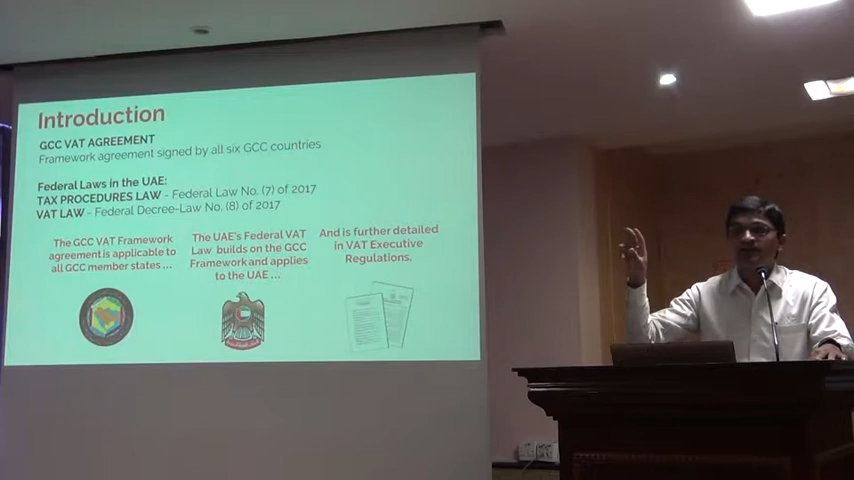 Introduction
GCC VAT AGREEMENT
Framework agreement signed by all six GCC countries
Federal Laws in the UAE:
TAX PROCEDURES LAW - Federal Law No. (7) of 2017
VAT LAW - Federal Decree-Law No. (8) of 2017
The GCC VAT Framework
agreement is applicable to
all GCC member states ...
The UAE's Federal VAT
Law builds on the GCC
Framework and applies
to the UAE ...
And is further detailed
in VAT Executive
Regulations.